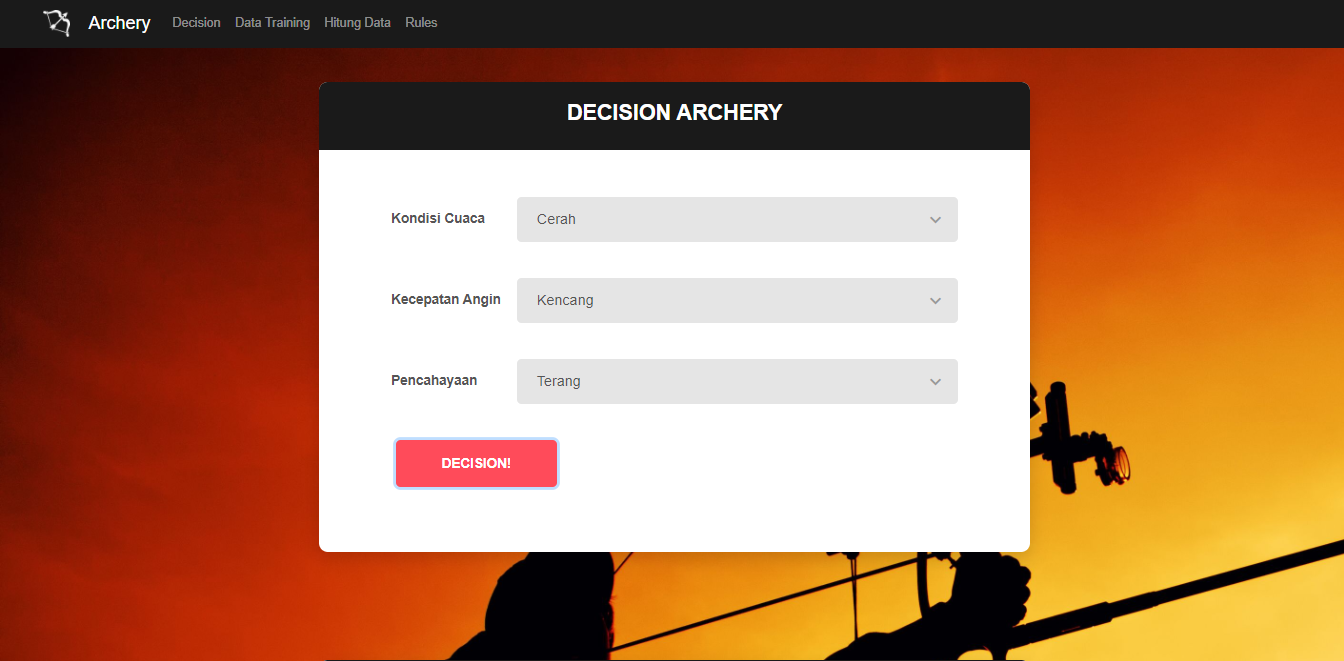 Archery Decision Data Training Hitung Data Rules
DECISION ARCHERY
Kondisi Cuaca Cerah
Kecepatan Angin Kencang
Pencahayaan Terang
DECISION!